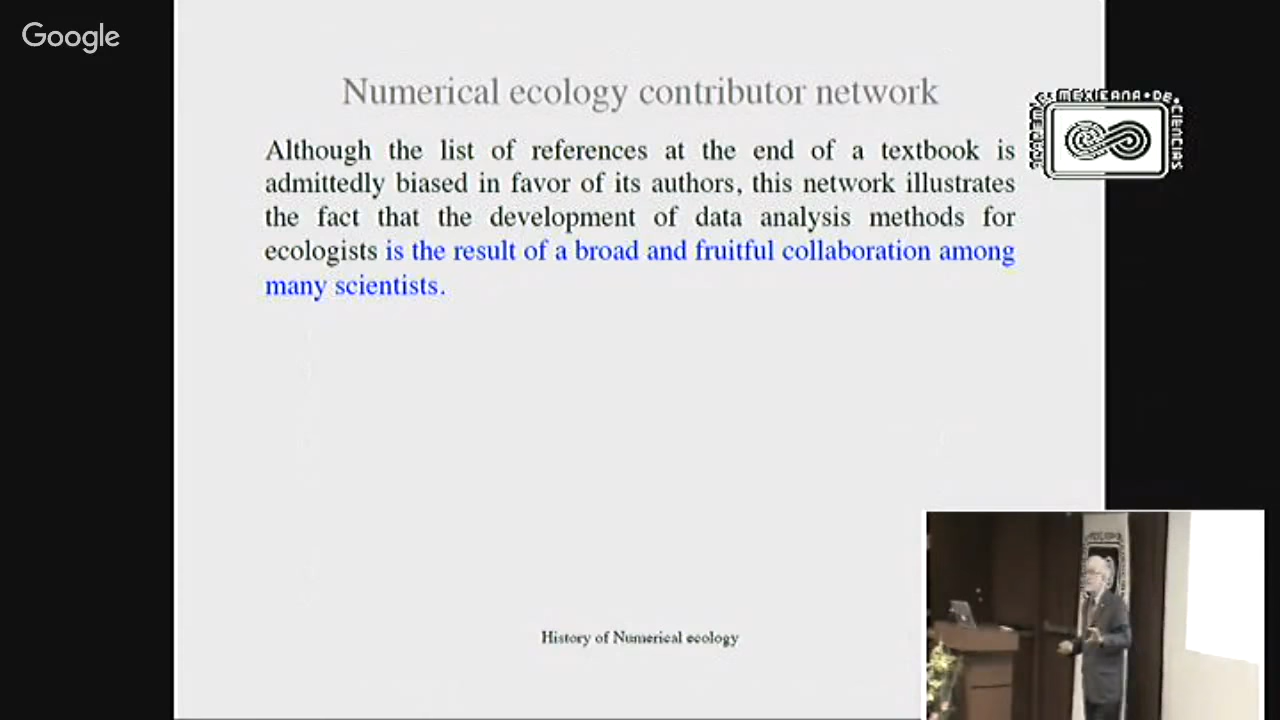 Google
Numerical ecology contributor network
MEXICANA • DE
CIENCIAS
Although the list of references at the end of a textbook is
admittedly biased in favor of its authors, this network illustrates
the fact that the development of data analysis methods for
ecologists is the result of a broad and fruitful collaboration among
many scientists.
History of Numerical ecology